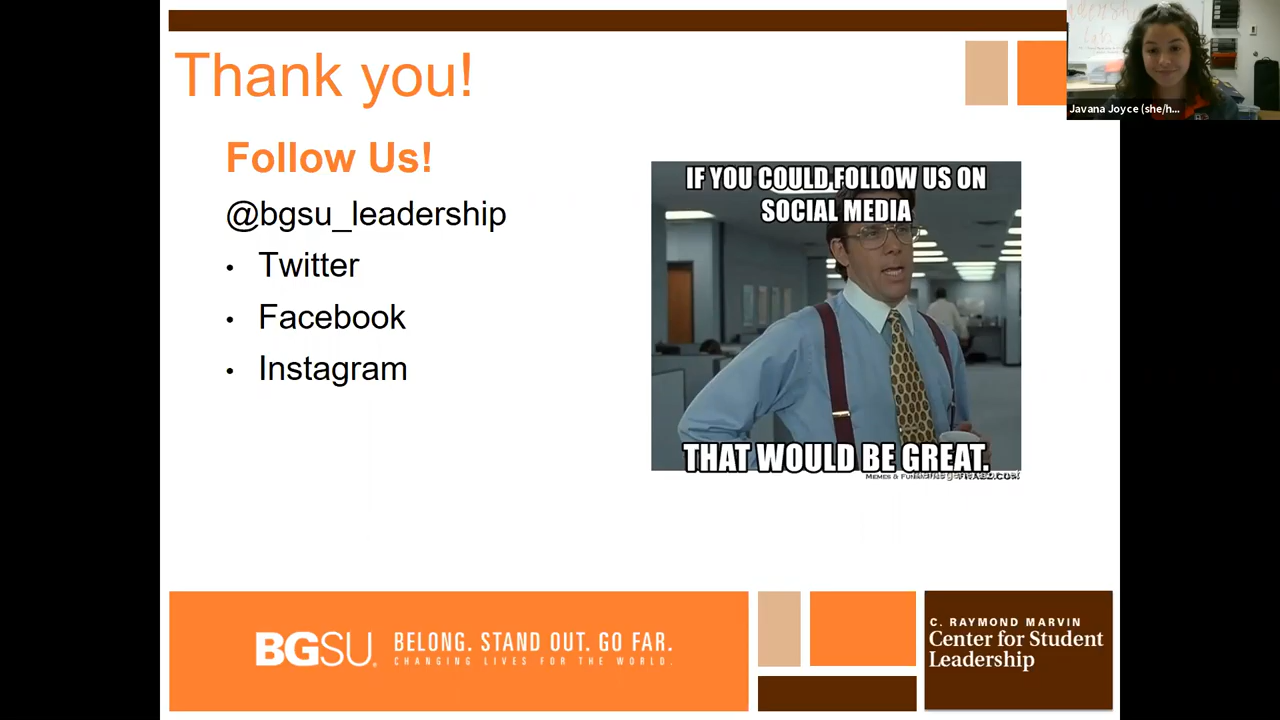 Thank you!
Follow Us!
@bgsu_leadership
• Twitter
• Facebook
• Instagram
IF YOU COULD FOLLOW US ON
SOCIAL MEDIA
THAT WOULD BE GREAT.
Javana Joyce (she/h...
BGSU®
BELONG. STAND OUT. GO FAR.
CHANGING LIVES FOR THE WORLD.
C. RAYMOND MARVIN
Center for Student
Leadership